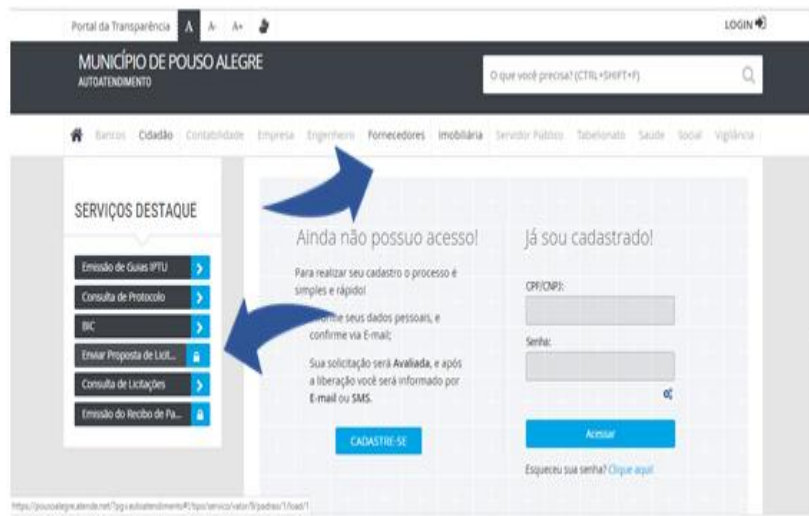 Portal da Transparência A A- A+ LOGIN
MUNICÍPIO DE POUSO ALEGRE
AUTOATENDIMENTO
O que você precisa? (CTRL+SHIFT+F)
Bancos Cidadão Contabilidade Empresa Engenheiro Fornecedores Imobiliária Servidor Público Tabelionato Saúde Social Vigilância
SERVIÇOS DESTAQUE
Emissão de Guias IPTU
Consulta de Protocolo
BIC
Enviar Proposta de Licit...
Consulta de Licitações
Emissão do Recibo de Pa...
Ainda não possuo acesso!
Para realizar seu cadastro o processo é
simples e rápido!
seus dados pessoais, e
confirme via E-mail;
Sua solicitação será Avaliada, e após
a liberação você será informado por
E-mail ou SMS.
CADASTRE-SE
Já sou cadastrado!
CPF/CNPJ:
Senha:
Acessar
Esqueceu sua senha? Clique aqui!